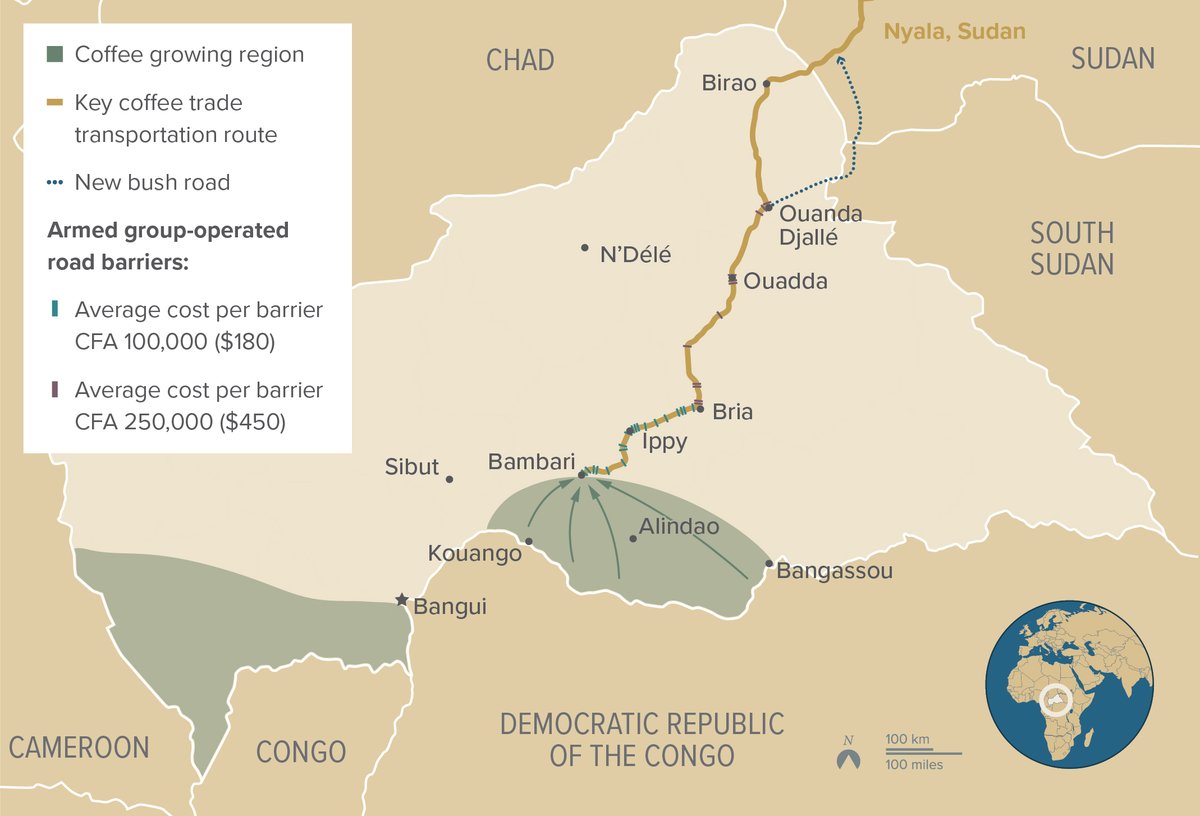 Coffee growing region
Key coffee trade
transportation route
New bush road
Armed group-operated
road barriers:
Average cost per barrier
CFA 100,000 ($180)
Average cost per barrier
CFA 250,000 ($450)
CHAD
Nyala, Sudan
SUDAN
Birao
Ouanda
Djallé
N'Délé
SOUTH
SUDAN
Ouadda
Bria
Ippy
Bambari
Sibut
Alindao
Kouango
Bangassou
Bangui
CAMEROON
CONGO
DEMOCRATIC REPUBLIC
OF THE CONGO
N
100 km
100 miles